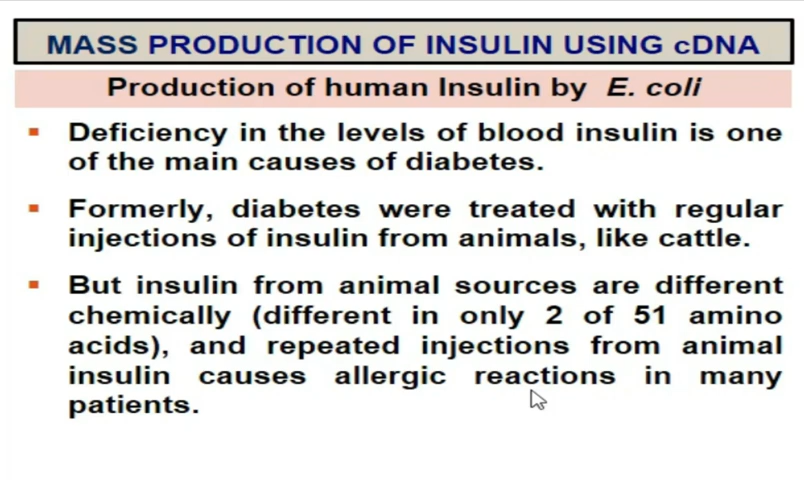 MASS PRODUCTION OF INSULIN USING cDNA
Production of human Insulin by E. coli
▪ Deficiency in the levels of blood insulin is one
of the main causes of diabetes.
▪ Formerly, diabetes were treated with regular
injections of insulin from animals, like cattle.
▪ But insulin from animal sources are different
chemically (different in only 2 of 51 amino
acids), and repeated injections from animal
insulin causes allergic reactions in many
patients.